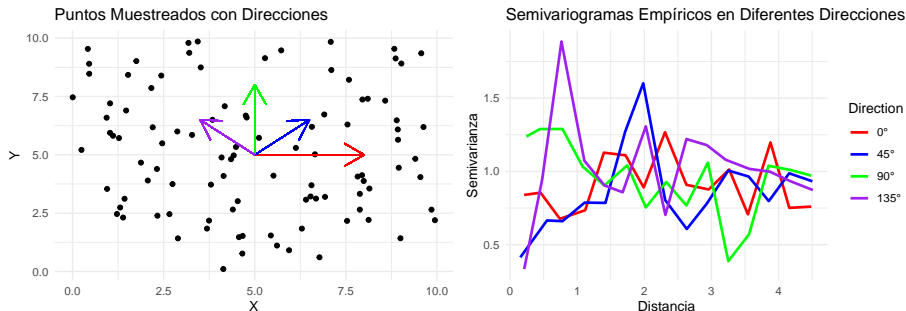 Puntos Muestreados con Direcciones
10.0
7.5
5.0
2.5
0.0
Y
0.0 2.5 5.0 7.5 10.0
X
Semivariogramas Empíricos en Diferentes Direcciones
1.5
1.0
0.5
Semivarianza
0 1 2 3 4
Distancia
Direction
0°
45°
90°
135°